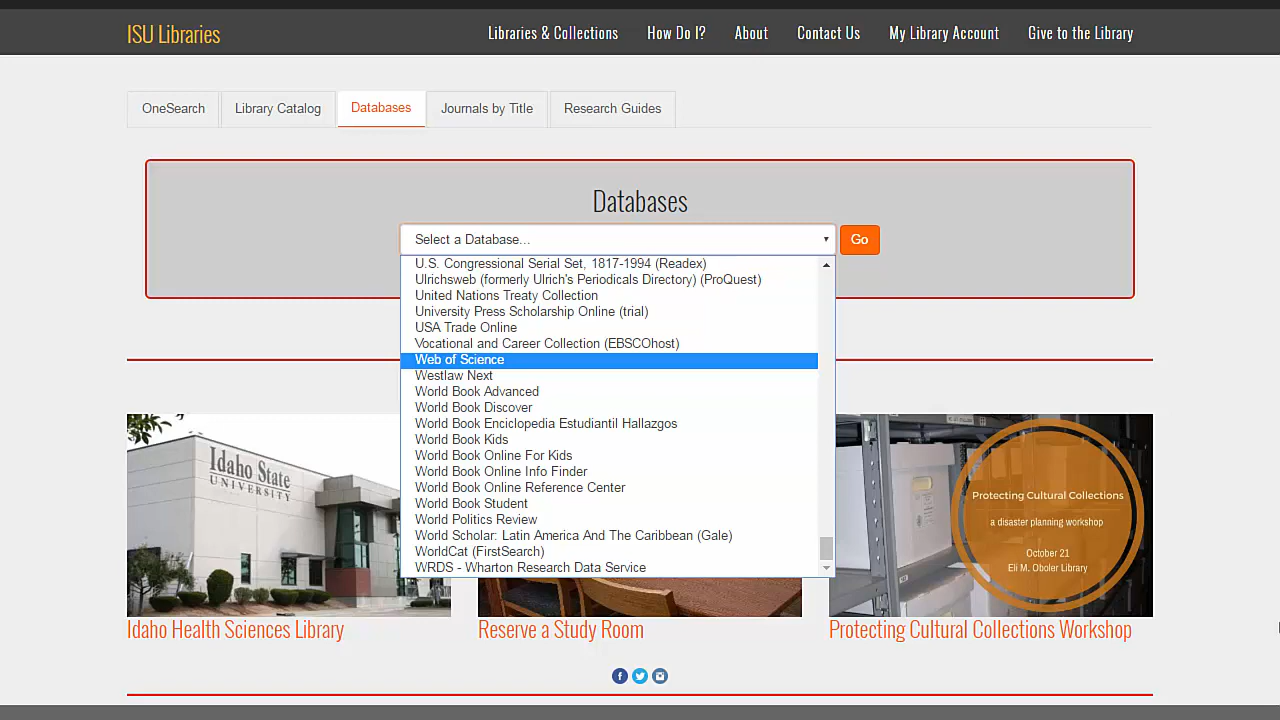 ISU Libraries
Libraries & Collections How Do I? About Contact Us My Library Account Give to the Library
OneSearch Library Catalog Databases Journals by Title Research Guides
Databases
Select a Database... Go
U.S. Congressional Serial Set, 1817-1994 (Readex)
Ulrichsweb (formerly Ulrich's Periodicals Directory) (ProQuest)
United Nations Treaty Collection
University Press Scholarship Online (trial)
USA Trade Online
Vocational and Career Collection (EBSCOhost)
Web of Science
Westlaw Next
World Book Advanced
World Book Discover
World Book Enciclopedia Estudiantil Hallazgos
World Book Kids
World Book Online For Kids
World Book Online Info Finder
World Book Online Reference Center
World Book Student
World Politics Review
World Scholar: Latin America And The Caribbean (Gale)
WorldCat (FirstSearch)
WRDS - Wharton Research Data Service
Idaho State
UNIVERSITY
Protecting Cultural Collections
a disaster planning workshop
October 21
Eli M. Oboler Library
Idaho Health Sciences Library
Reserve a Study Room
Protecting Cultural Collections Workshop